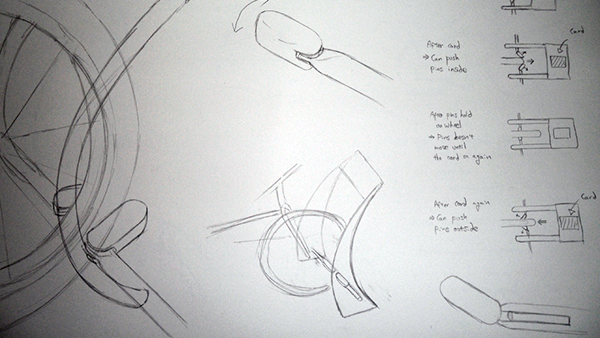 Card
After card
→ Can push
pins inside
After pins hold
on wheel
→ Pins doesn't
move until
the card on again
Card
After card again
→ Can push
pins outside